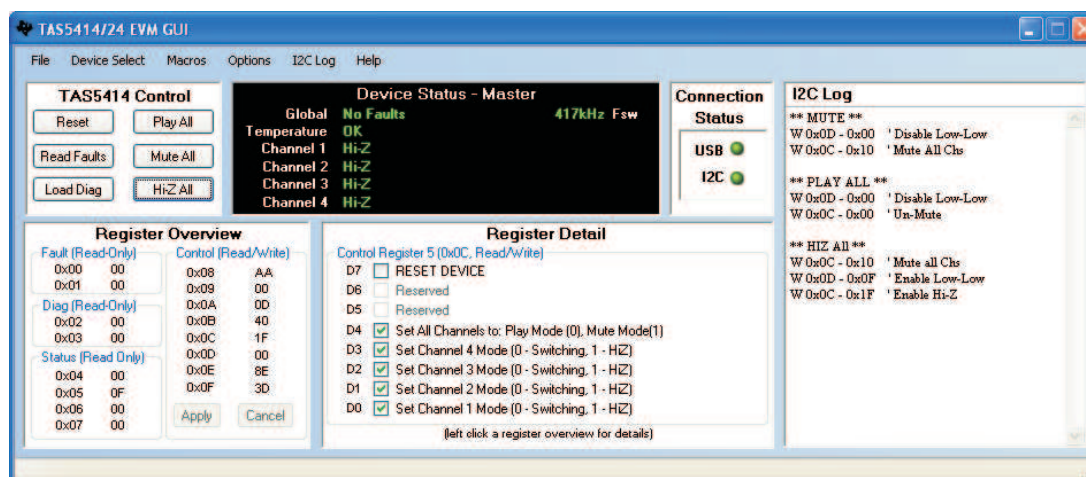 TAS5414/24 EVM GUI
File Device Select Macros Options I2C Log Help
TAS5414 Control
Reset Play All
Read Faults Mute All
Load Diag Hi-Z All
Device Status - Master
Global No Faults 417kHz Fsw
Temperature OK
Channel 1 Hi-Z
Channel 2 Hi-Z
Channel 3 Hi-Z
Channel 4 Hi-Z
Connection
Status
USB
I2C
I2C Log
** MUTE **
W 0x0D - 0x00 ' Disable Low-Low
W 0x0C - 0x10 ' Mute All Chs
** PLAY ALL **
W 0x0D - 0x00 ' Disable Low-Low
W 0x0C - 0x00 ' Un-Mute
** HIZ All **
W 0x0C - 0x10 ' Mute all Chs
W 0x0D - 0x0F ' Enable Low-Low
W 0x0C - 0x1F ' Enable Hi-Z
Register Overview
Fault (Read-Only)
0x00 00
0x01 00
Diag (Read-Only)
0x02 00
0x03 00
Status (Read Only)
0x04 00
0x05 0F
0x06 00
0x07 00
Control (Read/Write)
0x08 AA
0x09 00
0x0A 0D
0x0B 40
0x0C 1F
0x0D 00
0x0E 8E
0x0F 3D
Apply Cancel
Register Detail
Control Register 5 (0x0C, Read/Write)
D7 RESET DEVICE
D6 Reserved
D5 Reserved
D4 Set All Channels to: Play Mode (0), Mute Mode(1)
D3 Set Channel 4 Mode (0 - Switching, 1 - HiZ)
D2 Set Channel 3 Mode (0 - Switching, 1 - HiZ)
D1 Set Channel 2 Mode (0 - Switching, 1 - HiZ)
D0 Set Channel 1 Mode (0 - Switching, 1 - HiZ)
(left click a register overview for details)